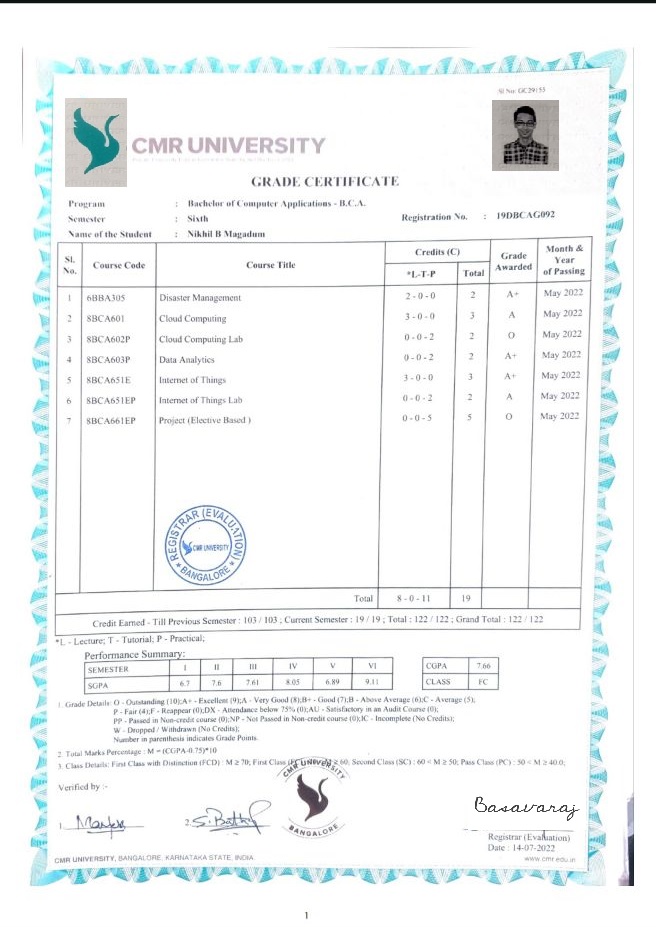 Sl No: GC29155
CMR UNIVERSITY
GRADE CERTIFICATE
Program : Bachelor of Computer Applications - B.C.A.
Semester : Sixth
Registration No. : 19DBCAG092
Name of the Student : Nikhil B Magadum
Sl. No. Course Code Course Title Credits (C) *L-T-P Total Grade Awarded Month & Year of Passing
1 6BBA305 Disaster Management 2-0-0 2 A+ May 2022
2 8BCA601 Cloud Computing 3-0-0 3 A May 2022
3 8BCA602P Cloud Computing Lab 0-0-2 2 O May 2022
4 8BCA603P Data Analytics 0-0-2 2 A+ May 2022
5 8BCA651E Internet of Things 3-0-0 3 A+ May 2022
6 8BCA651EP Internet of Things Lab 0-0-2 2 A May 2022
7 8BCA661EP Project (Elective Based ) 0-0-5 5 O May 2022
REGISTRAR (EVALUATION)
CMR UNIVERSITY
* BANGALORE *
Total 8-0-11 19
Credit Earned - Till Previous Semester : 103 / 103 ; Current Semester : 19 / 19 ; Total : 122 / 122 ; Grand Total : 122 / 122
*L - Lecture; T - Tutorial; P - Practical;
Performance Summary:
SEMESTER I II III IV V VI
SGPA 6.7 7.6 7.61 8.05 6.89 9.11
CGPA 7.66
CLASS FC
1. Grade Details: O - Outstanding (10);A+ - Excellent (9);A - Very Good (8);B+ - Good (7);B - Above Average (6);C - Average (5);
P - Fair (4);F - Reappear (0);DX - Attendance below 75% (0);AU - Satisfactory in an Audit Course (0);
PP - Passed in Non-credit course (0);NP - Not Passed in Non-credit course (0);IC - Incomplete (No Credits);
W - Dropped / Withdrawn (No Credits);
Number in parenthesis indicates Grade Points.
2. Total Marks Percentage : M = (CGPA-0.75)*10
3. Class Details: First Class with Distinction (FCD) : M ≥ 70; First Class ≥ 60; Second Class (SC) : 60 < M ≥ 50; Pass Class (PC) : 50 < M ≥ 40.0;
CMR UNIVERSITY
BANGALORE
Verified by :-
1.
2.
Basavaraj
Registrar (Evaluation)
Date : 14-07-2022
CMR UNIVERSITY, BANGALORE, KARNATAKA STATE, INDIA
www.cmr.edu.in
1